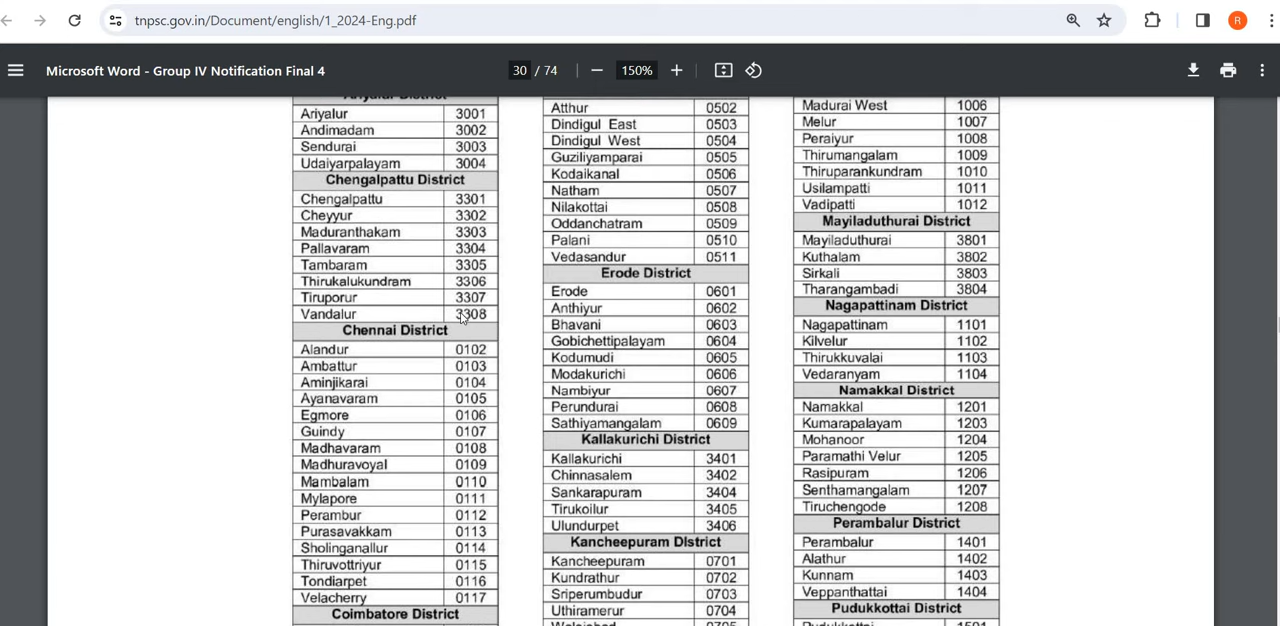 tnpsc.gov.in/Document/english/1_2024-Eng.pdf
R
Microsoft Word - Group IV Notification Final 4
30 / 74
150%
Ariyalur District
Ariyalur 3001
Andimadam 3002
Sendurai 3003
Udaiyarpalayam 3004
Chengalpattu District
Chengalpattu 3301
Cheyyur 3302
Maduranthakam 3303
Pallavaram 3304
Tambaram 3305
Thirukalukundram 3306
Tiruporur 3307
Vandalur 3308
Chennai District
Alandur 0102
Ambattur 0103
Aminjikarai 0104
Ayanavaram 0105
Egmore 0106
Guindy 0107
Madhavaram 0108
Madhuravoyal 0109
Mambalam 0110
Mylapore 0111
Perambur 0112
Purasavakkam 0113
Sholinganallur 0114
Thiruvottriyur 0115
Tondiarpet 0116
Velacherry 0117
Coimbatore District
Atthur 0502
Dindigul East 0503
Dindigul West 0504
Guziliyamparai 0505
Kodaikanal 0506
Natham 0507
Nilakottai 0508
Oddanchatram 0509
Palani 0510
Vedasandur 0511
Erode District
Erode 0601
Anthiyur 0602
Bhavani 0603
Gobichettipalayam 0604
Kodumudi 0605
Modakurichi 0606
Nambiyur 0607
Perundurai 0608
Sathiyamangalam 0609
Kallakurichi District
Kallakurichi 3401
Chinnasalem 3402
Sankarapuram 3404
Tirukoilur 3405
Ulundurpet 3406
Kancheepuram District
Kancheepuram 0701
Kundrathur 0702
Sriperumbudur 0703
Uthiramerur 0704
Madurai West 1006
Melur 1007
Peraiyur 1008
Thirumangalam 1009
Thiruparankundram 1010
Usilampatti 1011
Vadipatti 1012
Mayiladuthurai District
Mayiladuthurai 3801
Kuthalam 3802
Sirkali 3803
Tharangambadi 3804
Nagapattinam District
Nagapattinam 1101
Kilvelur 1102
Thirukkuvalai 1103
Vedaranyam 1104
Namakkal District
Namakkal 1201
Kumarapalayam 1203
Mohanoor 1204
Paramathi Velur 1205
Rasipuram 1206
Senthamangalam 1207
Tiruchengode 1208
Perambalur District
Perambalur 1401
Alathur 1402
Kunnam 1403
Veppanthattai 1404
Pudukkottai District